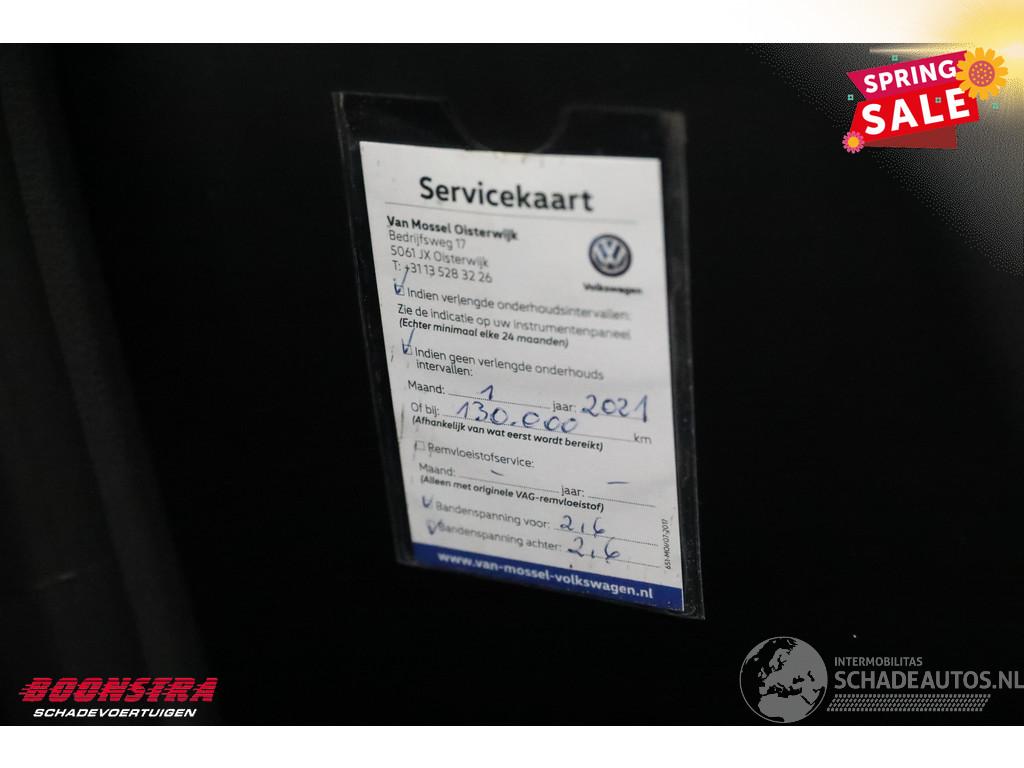 SPRING
SALE
Servicekaart
Van Mossel Oisterwijk
Bedrijfsweg 17
5061 JX Oisterwijk
T: +31 13 528 32 26
Volkswagen
Indien verlengde onderhoudsintervallen:
Zie de indicatie op uw instrumentenpaneel
(Echter minimaal elke 24 maanden)
Indien geen verlengde onderhouds
intervallen:
Maand: 1 jaar: 2021
Of bij: 130.000 km
(Afhankelijk van wat eerst wordt bereikt)
Remvloeistofservice:
Maand: - jaar: -
(Alleen met originele VAG-remvloeistof)
Bandenspanning voor: 2,6
Bandenspanning achter: 2,6
651-MOV/07-2017
www.van-mossel-volkswagen.nl
BOONSTRA
SCHADEVOERTUIGEN
INTERMOBILITAS
SCHADEAUTOS.NL